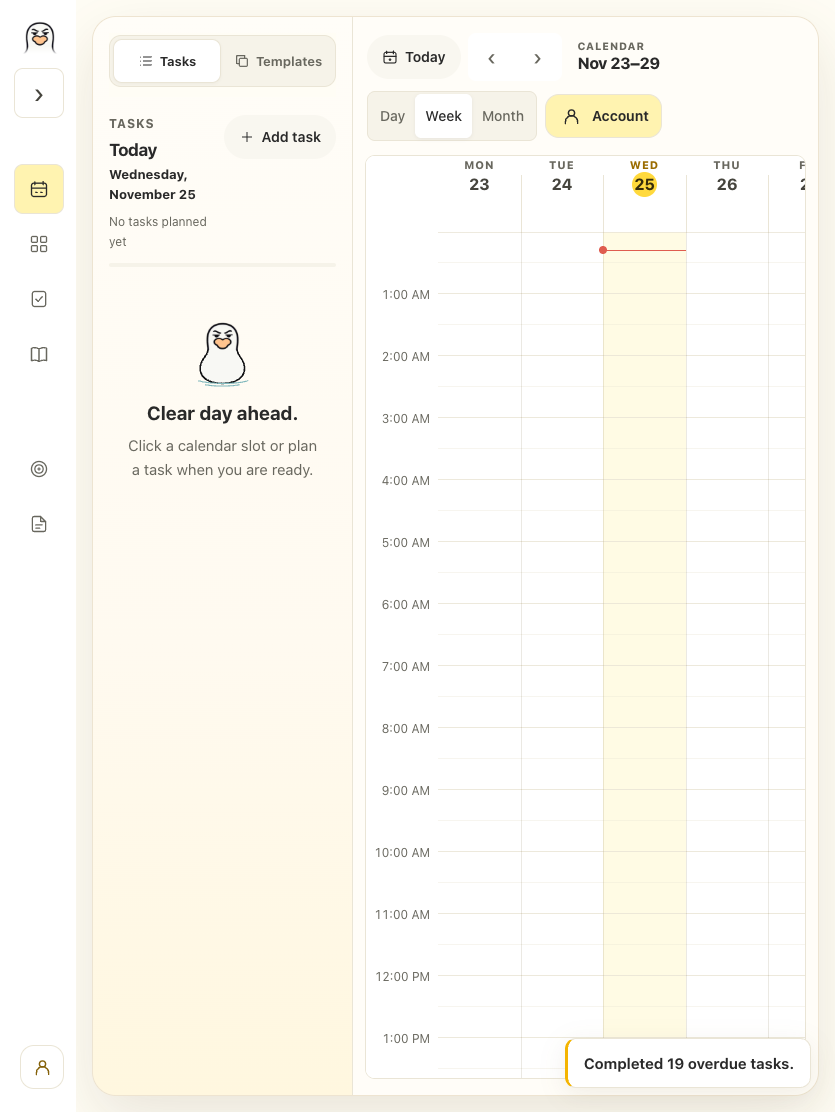 Tasks
Templates
TASKS
Today
Wednesday,
November 25
No tasks planned
yet
Add task
Clear day ahead.
Click a calendar slot or plan
a task when you are ready.
Today
CALENDAR
Nov 23–29
Day
Week
Month
Account
MON
TUE
WED
THU
F
23
24
25
26
2
1:00 AM
2:00 AM
3:00 AM
4:00 AM
5:00 AM
6:00 AM
7:00 AM
8:00 AM
9:00 AM
10:00 AM
11:00 AM
12:00 PM
1:00 PM
Completed 19 overdue tasks.